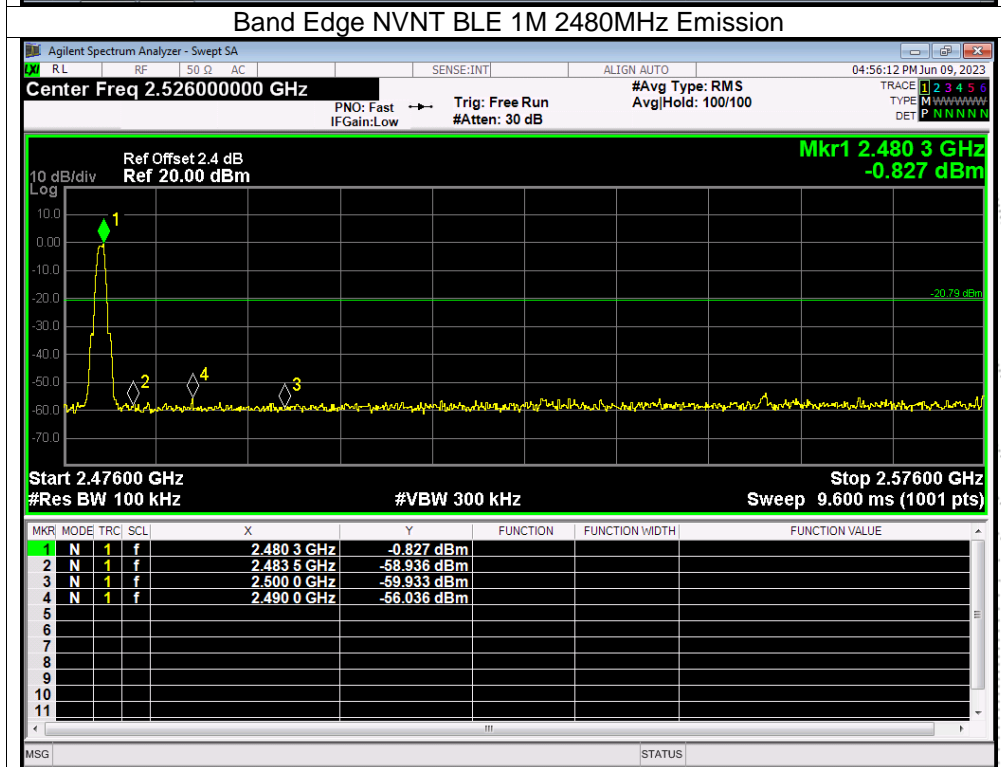 Band Edge NVNT BLE 1M 2480MHz Emission
Agilent Spectrum Analyzer - Swept SA
LXI RL RF 50 Ω AC SENSE:INT ALIGN AUTO 04:56:12 PM Jun 09, 2023
Center Freq 2.526000000 GHz #Avg Type: RMS TRACE 1 2 3 4 5 6
PNO: Fast Trig: Free Run Avg|Hold: 100/100 TYPE M WWWWW
IFGain:Low #Atten: 30 dB DET P N N N N N
Mkr1 2.480 3 GHz
Ref Offset 2.4 dB -0.827 dBm
10 dB/div Ref 20.00 dBm
Log
10.0
1
0.00
-10.0
-20.0
-20.79 dBm
-30.0
-40.0
-50.0
2 4 3
-60.0
-70.0
Start 2.47600 GHz Stop 2.57600 GHz
#Res BW 100 kHz #VBW 300 kHz Sweep 9.600 ms (1001 pts)
MKR MODE TRC SCL X Y FUNCTION FUNCTION WIDTH FUNCTION VALUE
1 N 1 f 2.480 3 GHz -0.827 dBm
2 N 1 f 2.483 5 GHz -58.936 dBm
3 N 1 f 2.500 0 GHz -59.933 dBm
4 N 1 f 2.490 0 GHz -56.036 dBm
5
6
7
8
9
10
11
MSG STATUS